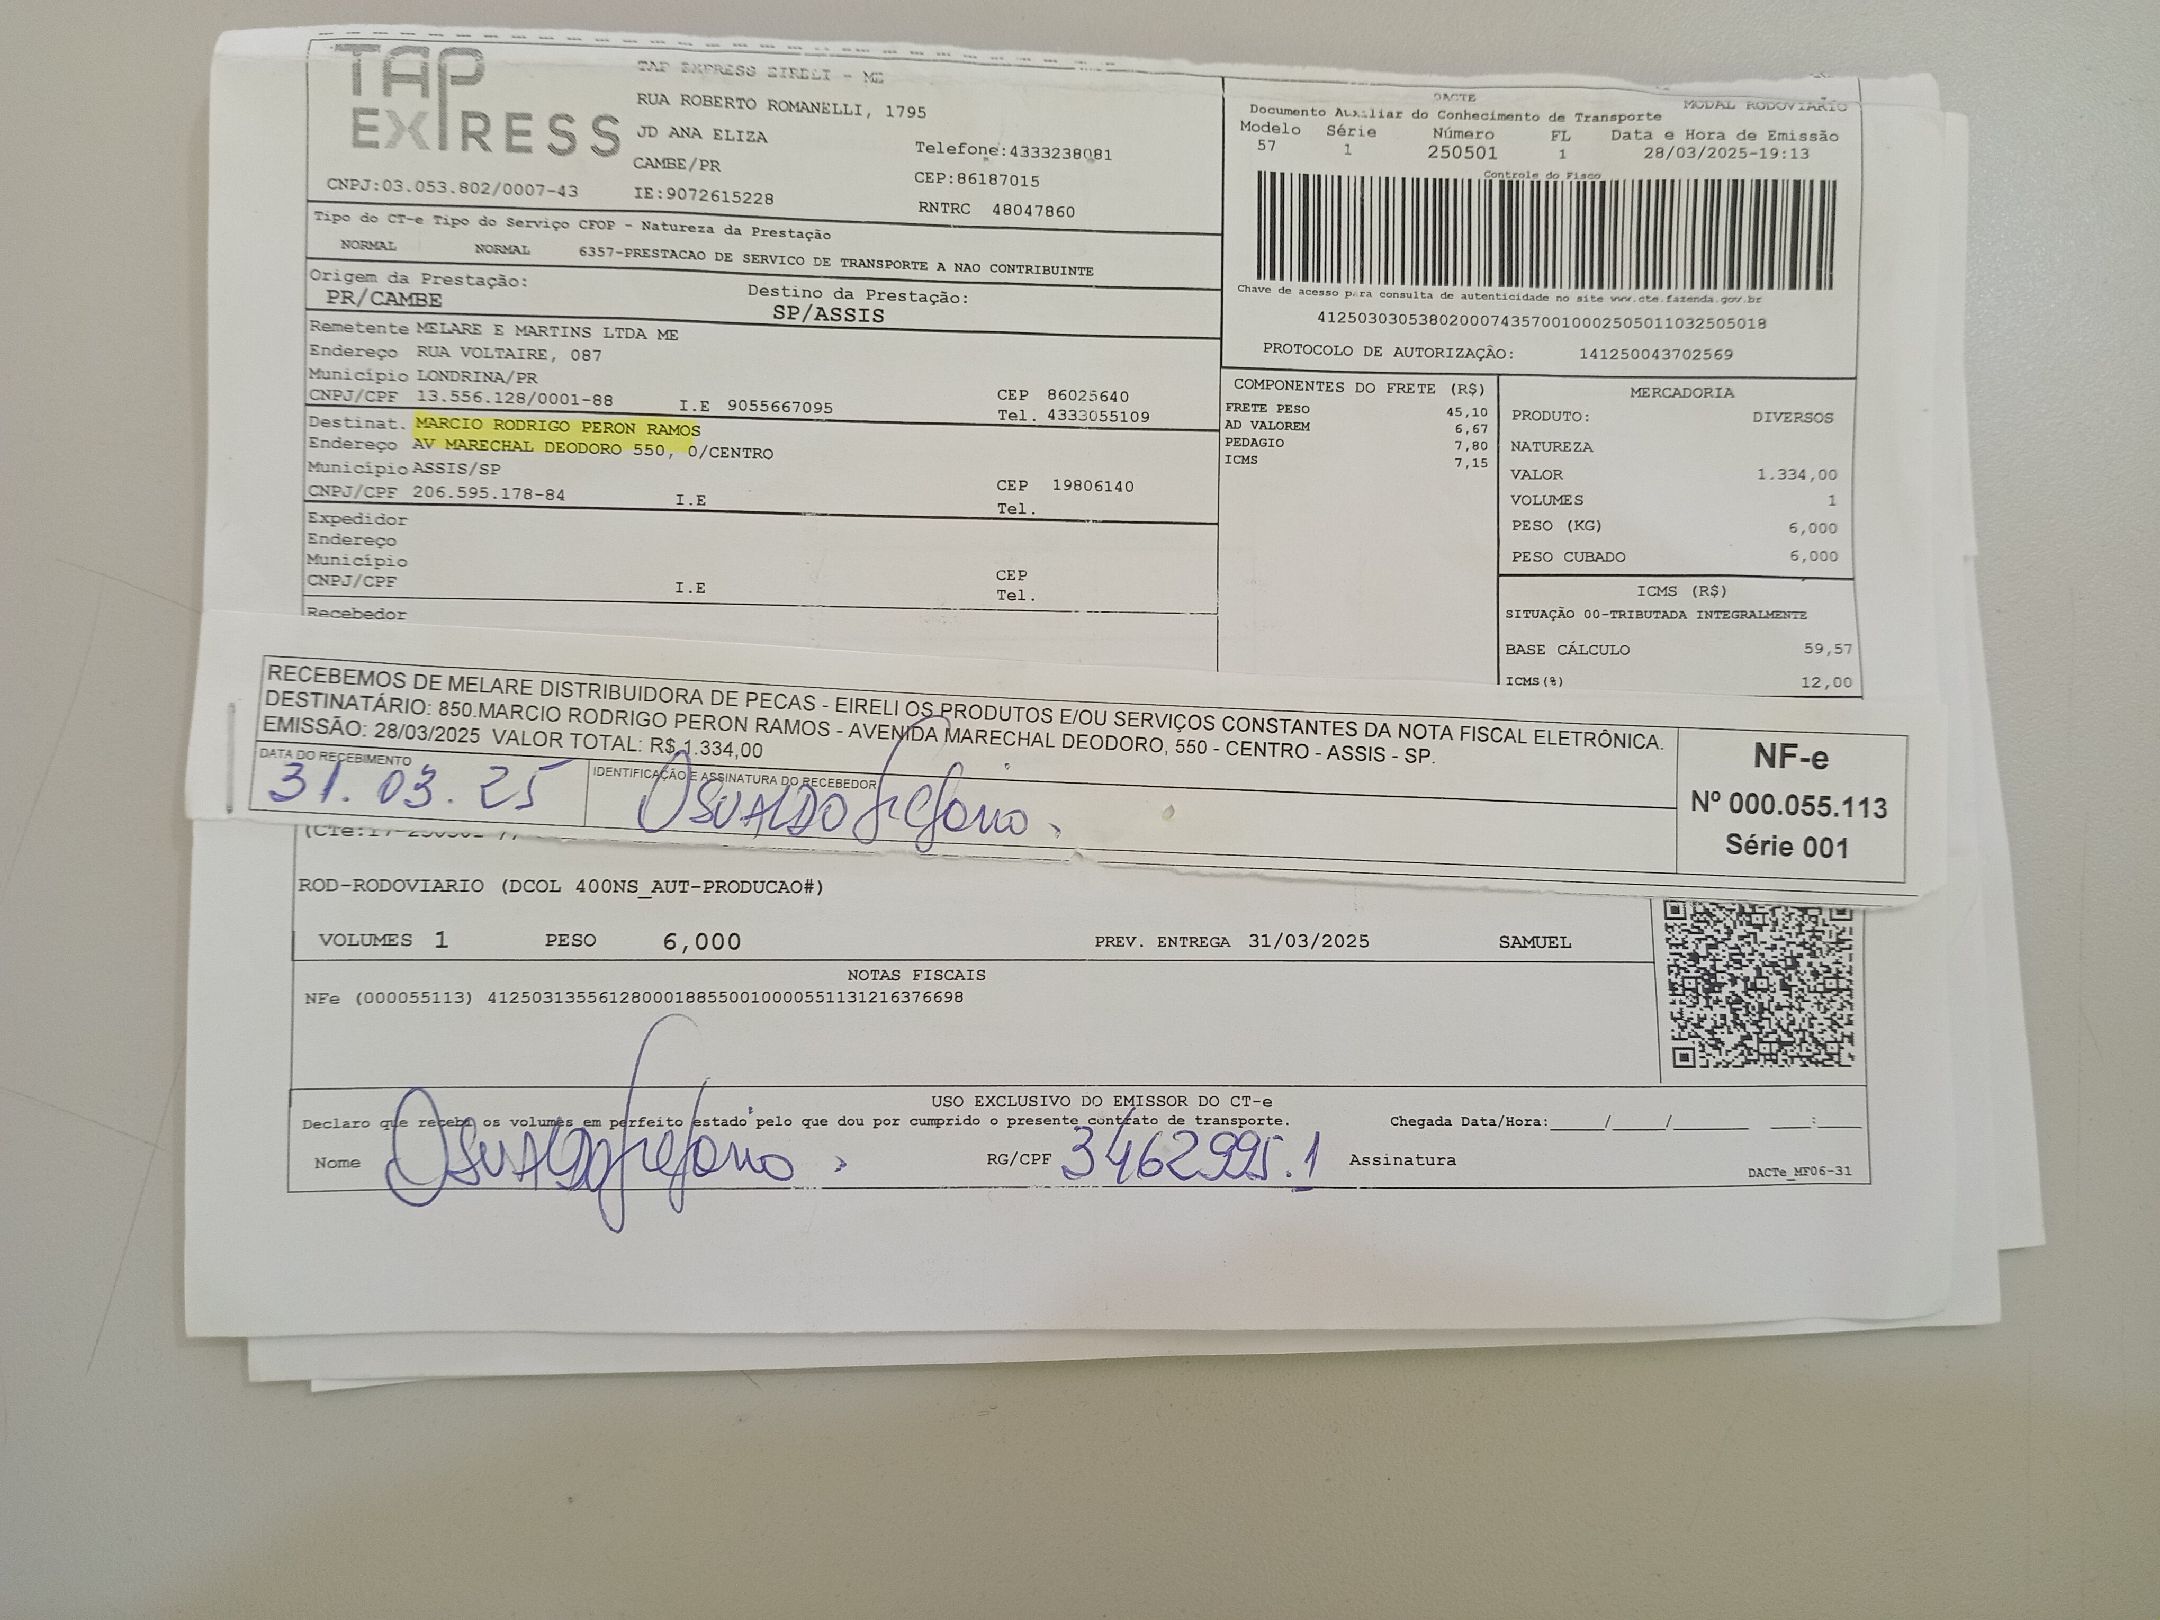 TAP EXPRESS
TAP EXPRESS EIRELI - ME
RUA ROBERTO ROMANELLI, 1795
JD ANA ELIZA
CAMBE/PR
Telefone:4333238081
CEP:86187015
CNPJ:03.053.802/0007-43
IE:9072615228
RNTRC 48047860
Tipo do CT-e Tipo do Serviço CFOP - Natureza da Prestação
NORMAL NORMAL 6357-PRESTACAO DE SERVICO DE TRANSPORTE A NAO CONTRIBUINTE
Origem da Prestação: Destino da Prestação:
PR/CAMBE SP/ASSIS
Remetente MELARE E MARTINS LTDA ME
Endereço RUA VOLTAIRE, 087
Município LONDRINA/PR CEP 86025640
CNPJ/CPF 13.556.128/0001-88 I.E 9055667095 Tel. 4333055109
Destinat. MARCIO RODRIGO PERON RAMOS
Endereço AV MARECHAL DEODORO 550, 0/CENTRO
Município ASSIS/SP CEP 19806140
CNPJ/CPF 206.595.178-84 I.E Tel.
Expedidor
Endereço
Município CEP
CNPJ/CPF I.E Tel.
Recebedor
DACTE MODAL RODOVIARIO
Documento Auxiliar do Conhecimento de Transporte
Modelo Série Número FL Data e Hora de Emissão
57 1 250501 1 28/03/2025-19:13
Controle do Fisco
Chave de acesso para consulta de autenticidade no site www.cte.fazenda.gov.br
41250303053802000743570010002505011032505018
PROTOCOLO DE AUTORIZAÇÃO: 141250043702569
COMPONENTES DO FRETE (R$)
FRETE PESO 45,10
AD VALOREM 6,67
PEDAGIO 7,80
ICMS 7,15
MERCADORIA
PRODUTO: DIVERSOS
NATUREZA
VALOR 1.334,00
VOLUMES 1
PESO (KG) 6,000
PESO CUBADO 6,000
ICMS (R$)
SITUAÇÃO 00-TRIBUTADA INTEGRALMENTE
BASE CÁLCULO 59,57
ICMS(%) 12,00
RECEBEMOS DE MELARE DISTRIBUIDORA DE PECAS - EIRELI OS PRODUTOS E/OU SERVIÇOS CONSTANTES DA NOTA FISCAL ELETRÔNICA.
DESTINATÁRIO: 850.MARCIO RODRIGO PERON RAMOS - AVENIDA MARECHAL DEODORO, 550 - CENTRO - ASSIS - SP.
EMISSÃO: 28/03/2025 VALOR TOTAL: R$ 1.334,00
DATA DO RECEBIMENTO IDENTIFICAÇÃO E ASSINATURA DO RECEBEDOR
31.03.25 OSVALDO
NF-e
Nº 000.055.113
Série 001
ROD-RODOVIARIO (DCOL 400NS_AUT-PRODUCAO#)
VOLUMES 1 PESO 6,000 PREV. ENTREGA 31/03/2025 SAMUEL
NOTAS FISCAIS
NFe (000055113) 41250313556128000188550010000551131216376698
USO EXCLUSIVO DO EMISSOR DO CT-e
Declaro que recebi os volumes em perfeito estado pelo que dou por cumprido o presente contrato de transporte. Chegada Data/Hora:____/____/______ ___:___
Nome OSVALDO RG/CPF 3462995.1 Assinatura
DACTe_MF06-31